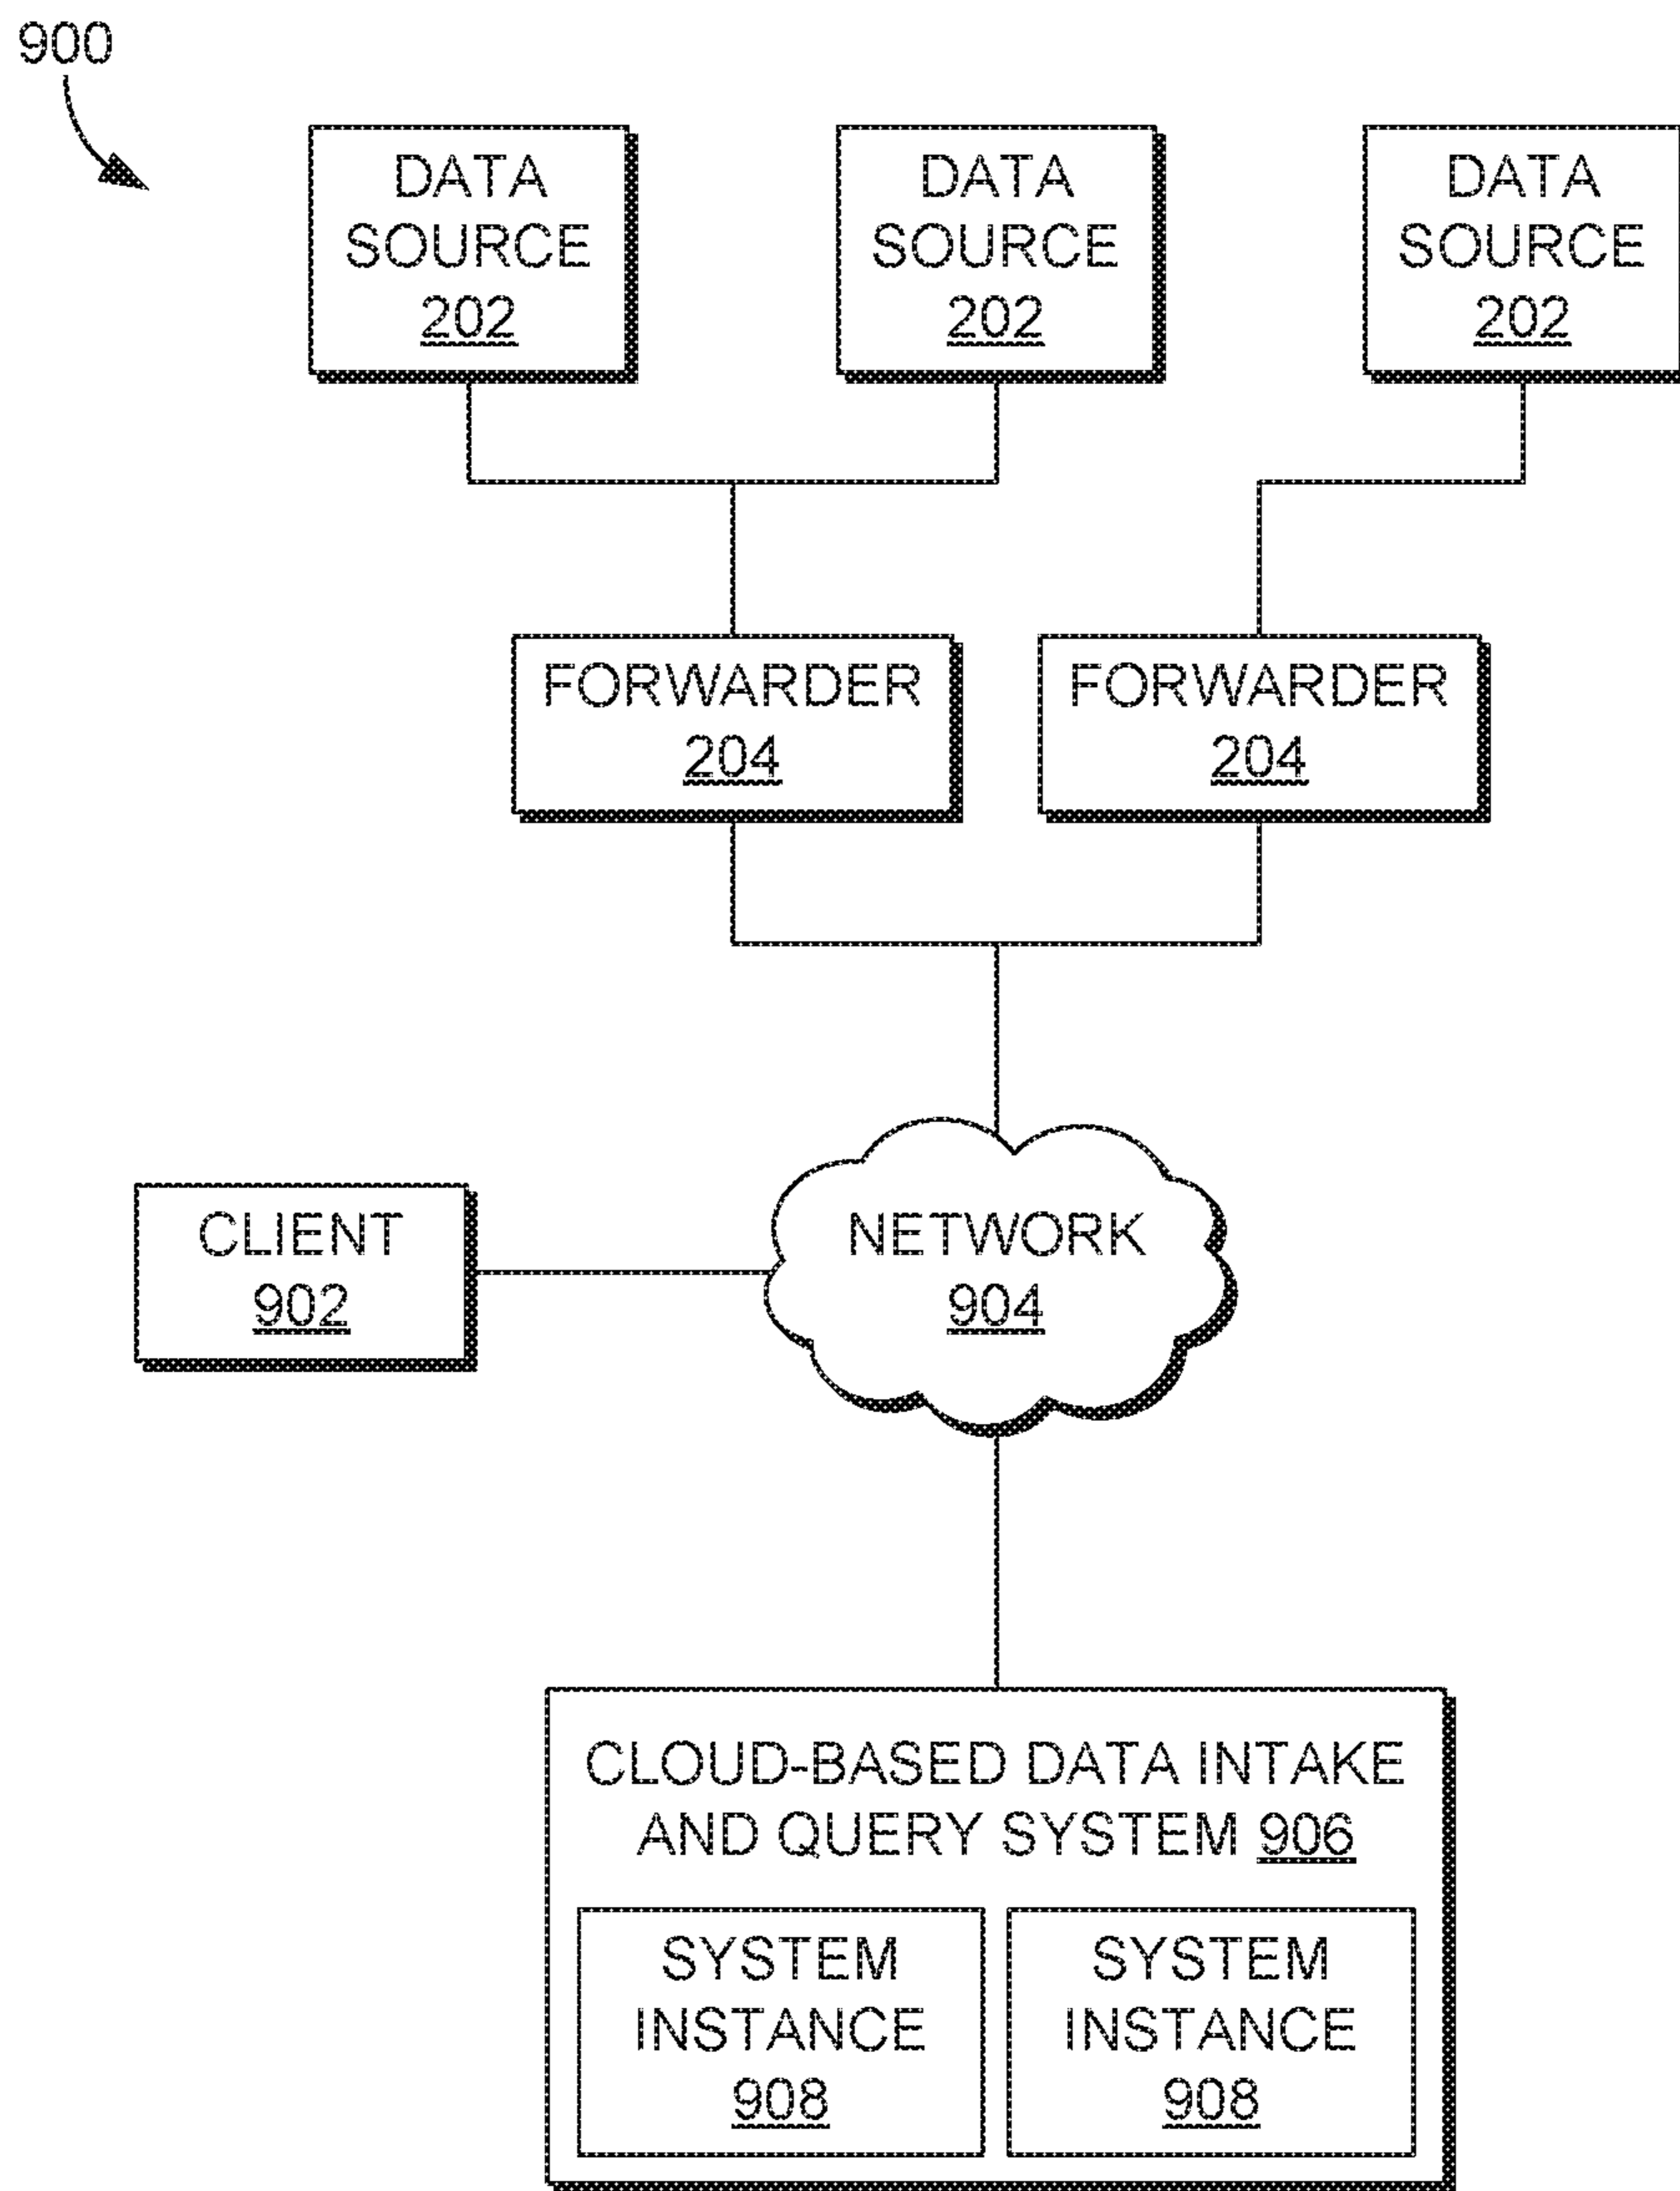 900
DATA
SOURCE
202
DATA
SOURCE
202
DATA
SOURCE
202
FORWARDER
204
FORWARDER
204
CLIENT
902
NETWORK
904
CLOUD-BASED DATA INTAKE
AND QUERY SYSTEM 906
SYSTEM
INSTANCE
908
SYSTEM
INSTANCE
908